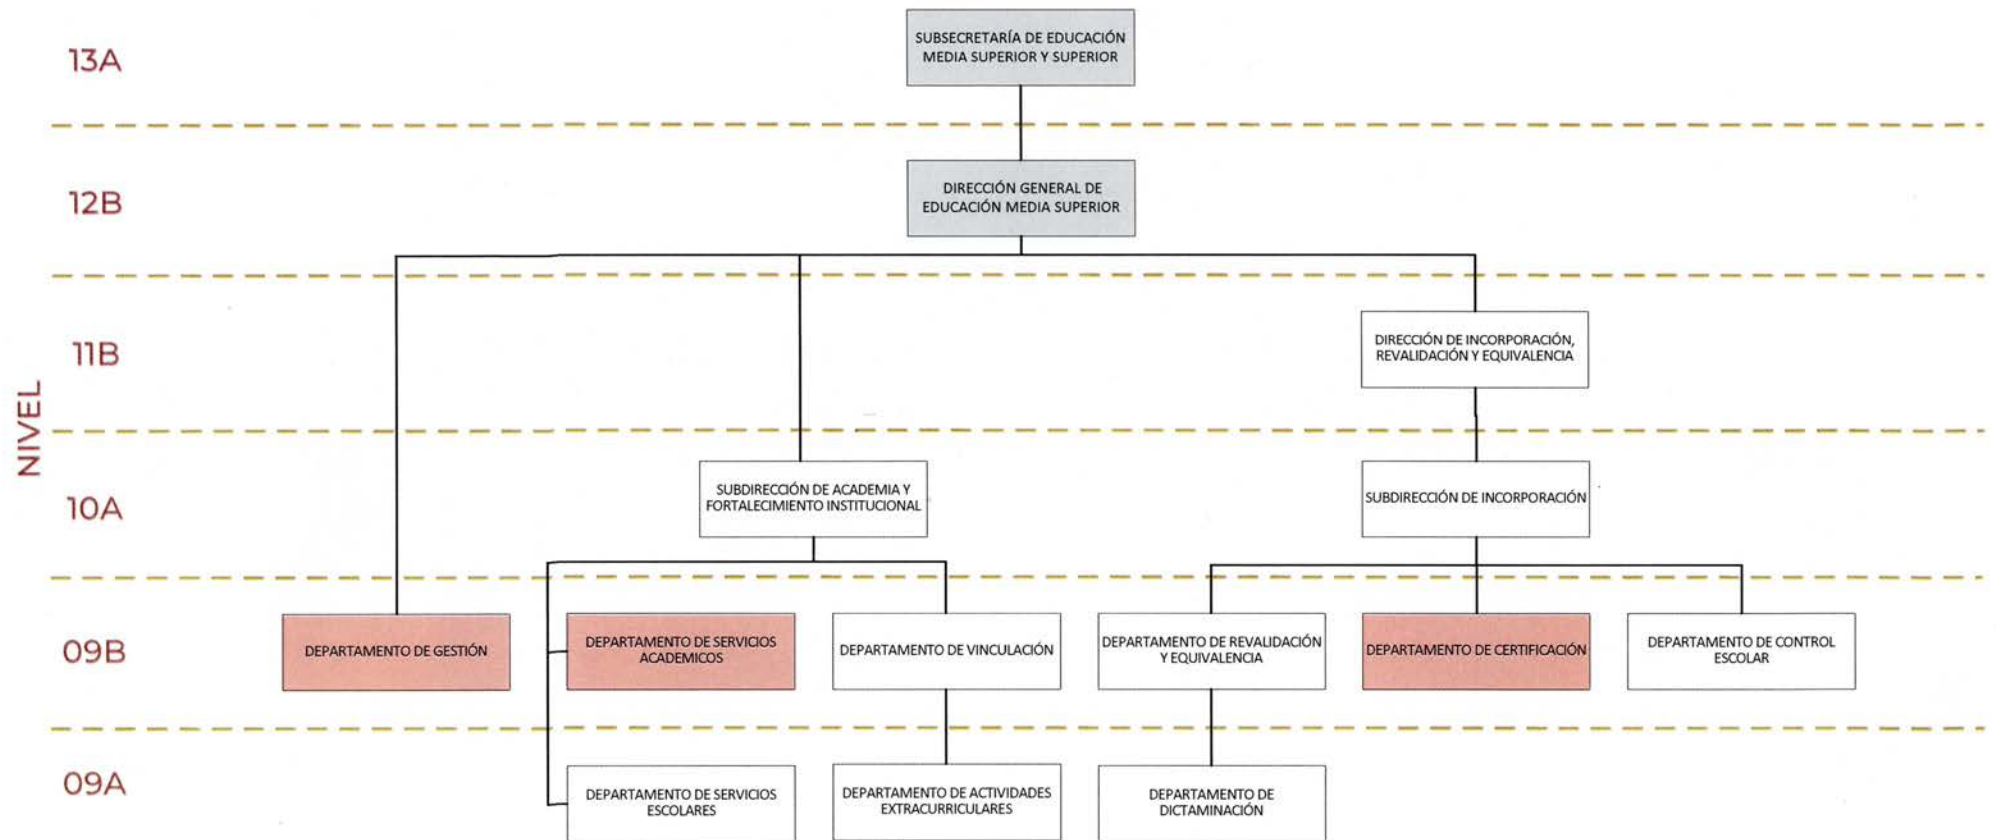 13A
SUBSECRETARÍA DE EDUCACIÓN
MEDIA SUPERIOR Y SUPERIOR
12B
DIRECCIÓN GENERAL DE
EDUCACIÓN MEDIA SUPERIOR
11B
DIRECCIÓN DE INCORPORACIÓN,
REVALIDACIÓN Y EQUIVALENCIA
NIVEL
10A
SUBDIRECCIÓN DE ACADEMIA Y
FORTALECIMIENTO INSTITUCIONAL
SUBDIRECCIÓN DE INCORPORACIÓN
09B
DEPARTAMENTO DE GESTIÓN
DEPARTAMENTO DE SERVICIOS
ACADEMICOS
DEPARTAMENTO DE VINCULACIÓN
DEPARTAMENTO DE REVALIDACIÓN
Y EQUIVALENCIA
DEPARTAMENTO DE CERTIFICACIÓN
DEPARTAMENTO DE CONTROL
ESCOLAR
09A
DEPARTAMENTO DE SERVICIOS
ESCOLARES
DEPARTAMENTO DE ACTIVIDADES
EXTRACURRICULARES
DEPARTAMENTO DE
DICTAMINACIÓN